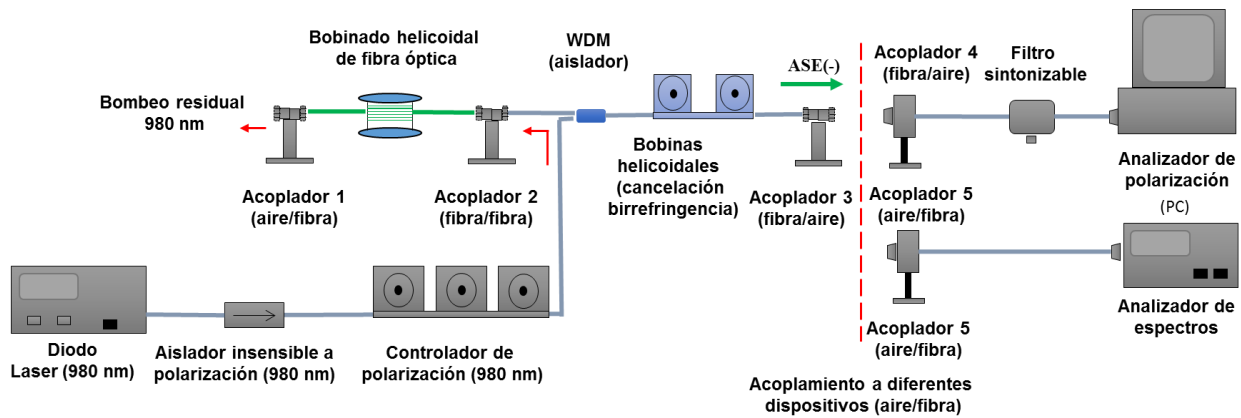 Bobinado helicoidal
de fibra óptica
WDM
(aislador)
ASE(-)
Acoplador 4
(fibra/aire)
Filtro
sintonizable
Bombeo residual
980 nm
Acoplador 1
(aire/fibra)
Acoplador 2
(fibra/fibra)
Bobinas
helicoidales
(cancelación
birrefringencia)
Acoplador 3
(fibra/aire)
Acoplador 5
(aire/fibra)
Analizador de
polarización
(PC)
Diodo
Laser (980 nm)
Aislador insensible a
polarización (980 nm)
Controlador de
polarización (980 nm)
Acoplador 5
(aire/fibra)
Analizador de
espectros
Acoplamiento a diferentes
dispositivos (aire/fibra)